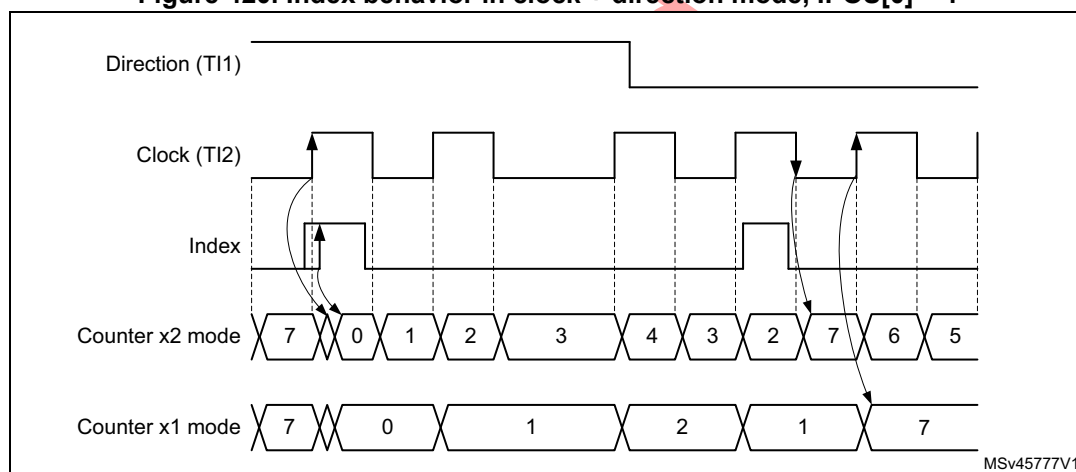 Direction (TI1)
Clock (TI2)
Index
Counter x2 mode 7 0 1 2 3 4 3 2 7 6 5
Counter x1 mode 7 0 1 2 1 7
MSv45777V1